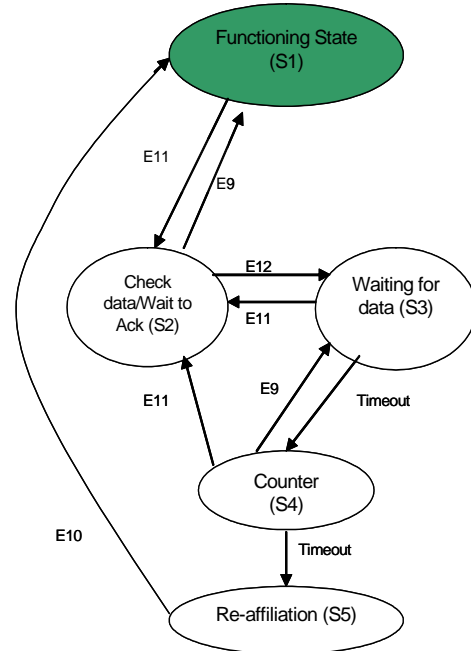 Functioning State
(S1)
E11
E9
Check
data/Wait to
Ack (S2)
E12
E11
Waiting for
data (S3)
E11
E9
Timeout
Counter
(S4)
E10
Timeout
Re-affiliation (S5)